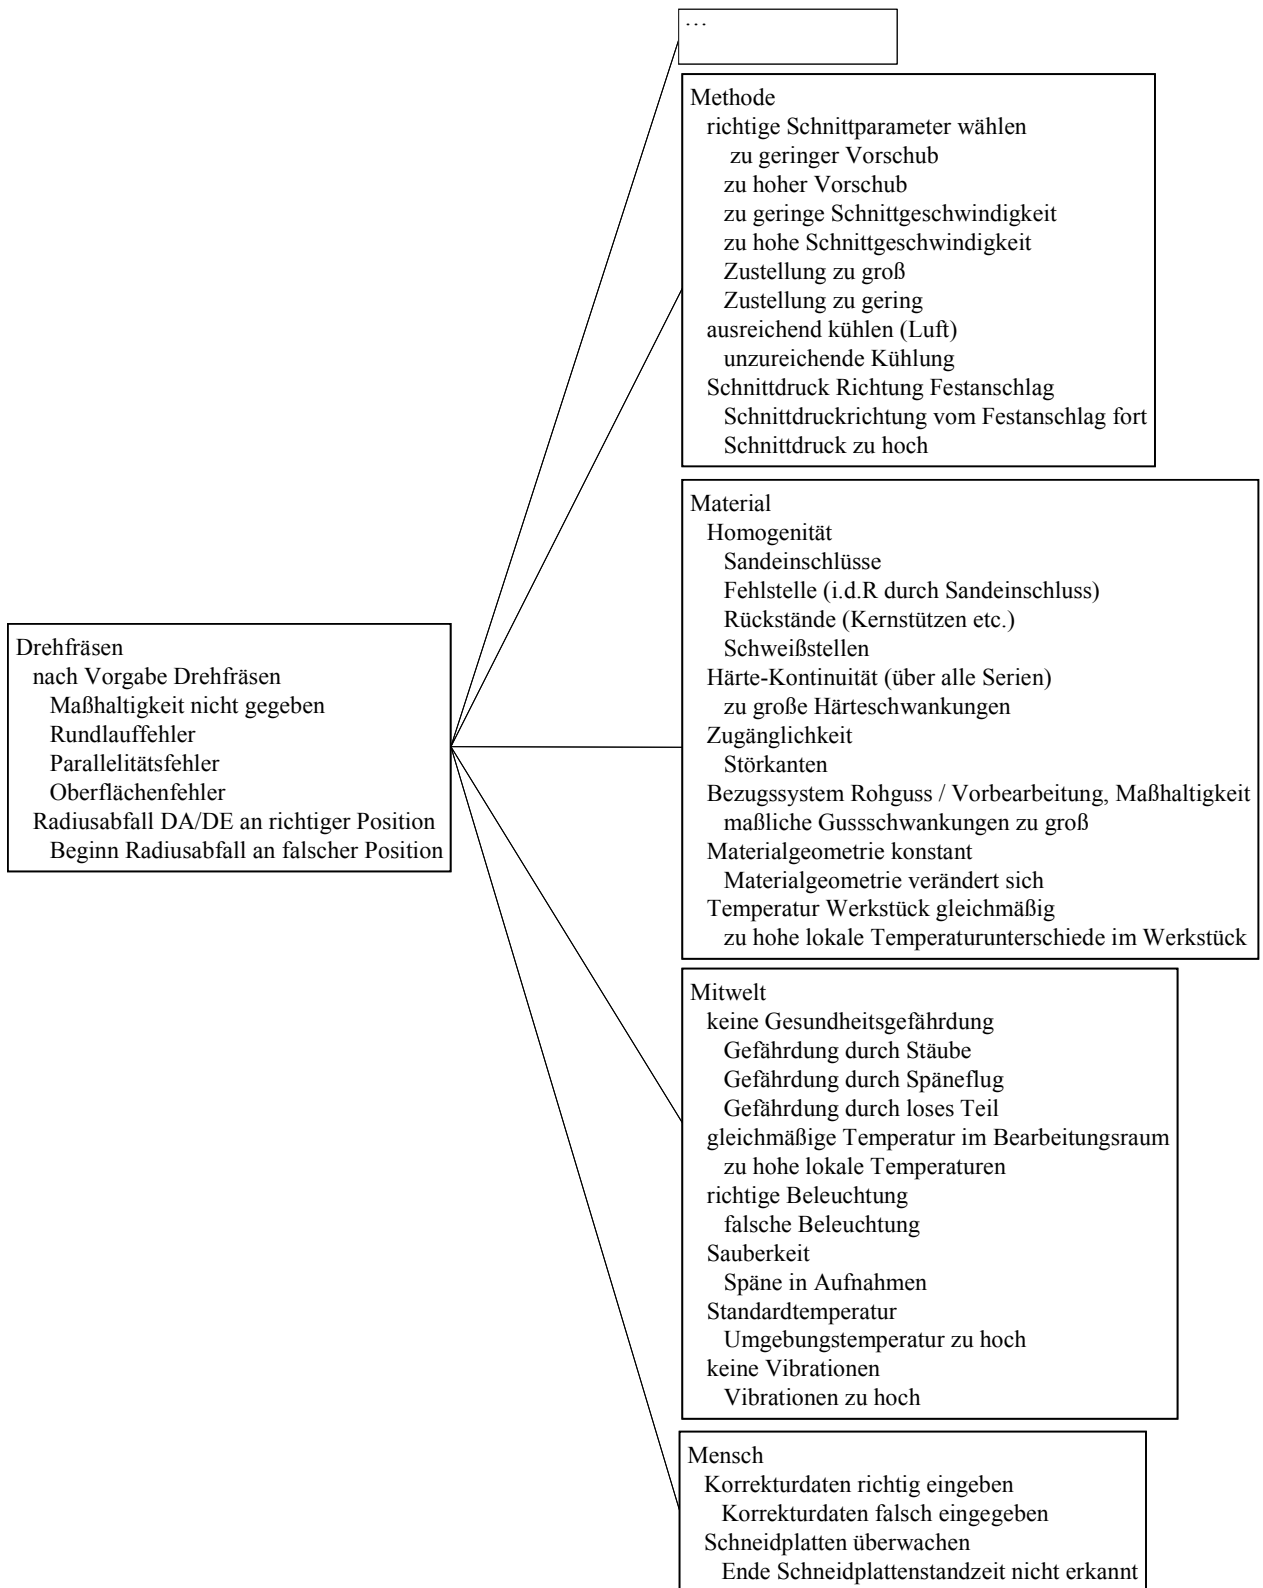 …
Methode
richtige Schnittparameter wählen
zu geringer Vorschub
zu hoher Vorschub
zu geringe Schnittgeschwindigkeit
zu hohe Schnittgeschwindigkeit
Zustellung zu groß
Zustellung zu gering
ausreichend kühlen (Luft)
unzureichende Kühlung
Schnittdruck Richtung Festanschlag
Schnittdruckrichtung vom Festanschlag fort
Schnittdruck zu hoch
Drehfräsen
nach Vorgabe Drehfräsen
Maßhaltigkeit nicht gegeben
Rundlauffehler
Parallelitätsfehler
Oberflächenfehler
Radiusabfall DA/DE an richtiger Position
Beginn Radiusabfall an falscher Position
Material
Homogenität
Sandeinschlüsse
Fehlstelle (i.d.R durch Sandeinschluss)
Rückstände (Kernstützen etc.)
Schweißstellen
Härte-Kontinuität (über alle Serien)
zu große Härteschwankungen
Zugänglichkeit
Störkanten
Bezugssystem Rohguss / Vorbearbeitung, Maßhaltigkeit
maßliche Gussschwankungen zu groß
Materialgeometrie konstant
Materialgeometrie verändert sich
Temperatur Werkstück gleichmäßig
zu hohe lokale Temperaturunterschiede im Werkstück
Mitwelt
keine Gesundheitsgefährdung
Gefährdung durch Stäube
Gefährdung durch Späneflug
Gefährdung durch loses Teil
gleichmäßige Temperatur im Bearbeitungsraum
zu hohe lokale Temperaturen
richtige Beleuchtung
falsche Beleuchtung
Sauberkeit
Späne in Aufnahmen
Standardtemperatur
Umgebungstemperatur zu hoch
keine Vibrationen
Vibrationen zu hoch
Mensch
Korrekturdaten richtig eingeben
Korrekturdaten falsch eingegeben
Schneidplatten überwachen
Ende Schneidplattenstandzeit nicht erkannt